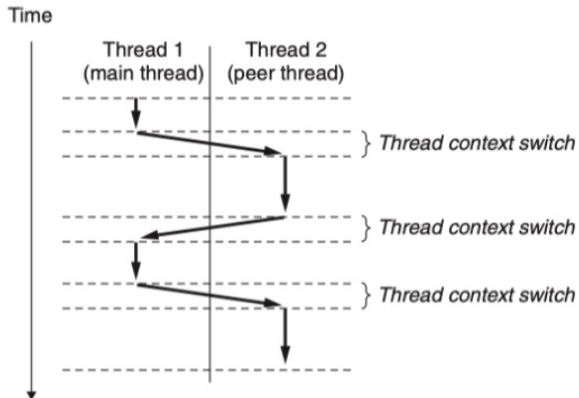 Time
Thread 1
(main thread)
Thread 2
(peer thread)
} Thread context switch
} Thread context switch
} Thread context switch